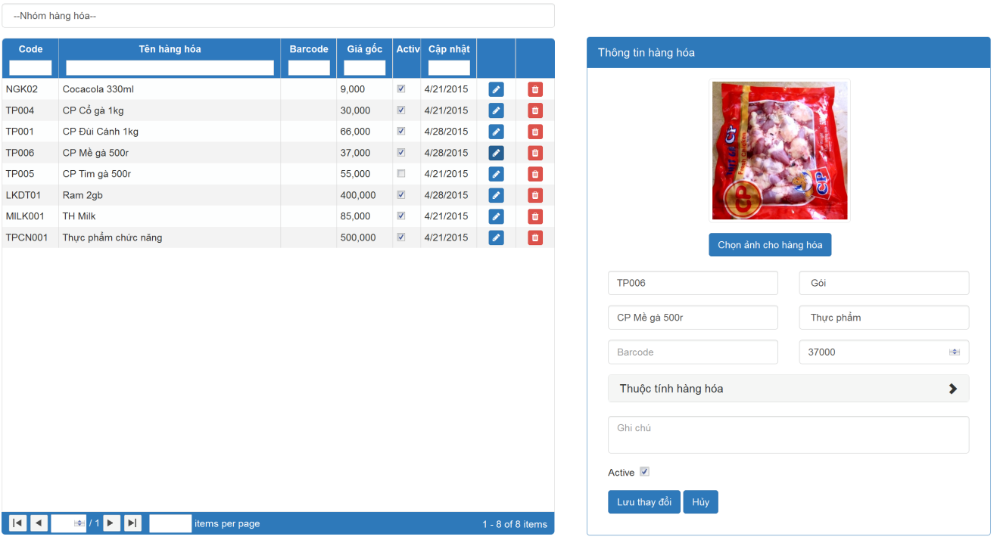 --Nhóm hàng hóa--
Code Tên hàng hóa Barcode Giá gốc Activ Cập nhật
NGK02 Cocacola 330ml 9,000 4/21/2015
TP004 CP Cổ gà 1kg 30,000 4/21/2015
TP001 CP Đùi Cánh 1kg 66,000 4/28/2015
TP006 CP Mề gà 500r 37,000 4/28/2015
TP005 CP Tim gà 500r 55,000 4/21/2015
LKDT01 Ram 2gb 400,000 4/28/2015
MILK001 TH Milk 85,000 4/21/2015
TPCN001 Thực phẩm chức năng 500,000 4/21/2015
/ 1 items per page 1 - 8 of 8 items
Thông tin hàng hóa
CP
Fresh Chicken
CP
CP
Chọn ảnh cho hàng hóa
TP006 Gói
CP Mề gà 500r Thực phẩm
Barcode 37000
Thuộc tính hàng hóa
Ghi chú
Active
Lưu thay đổi Hủy